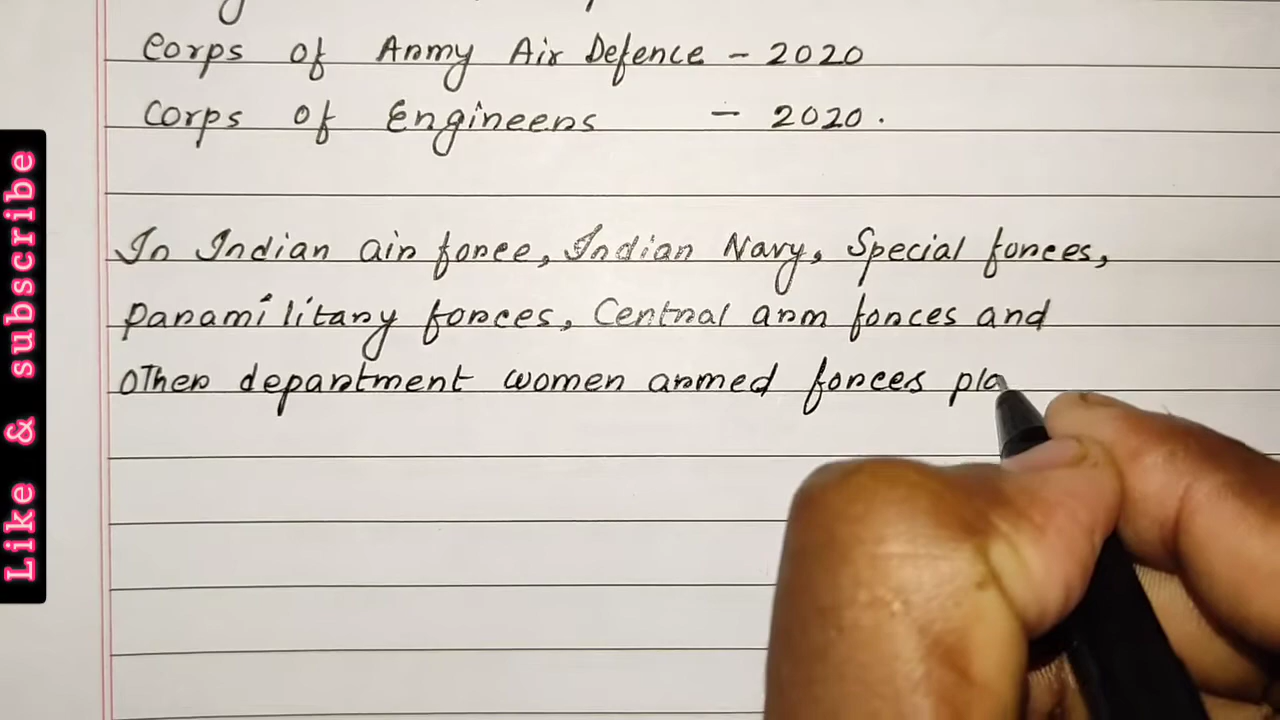 Corps of Army Air Defence - 2020
Corps of Engineers - 2020.
In Indian air force, Indian Navy, Special forces,
paramilitary forces, Central arm forces and
other department women armed forces pla
Like & subscribe